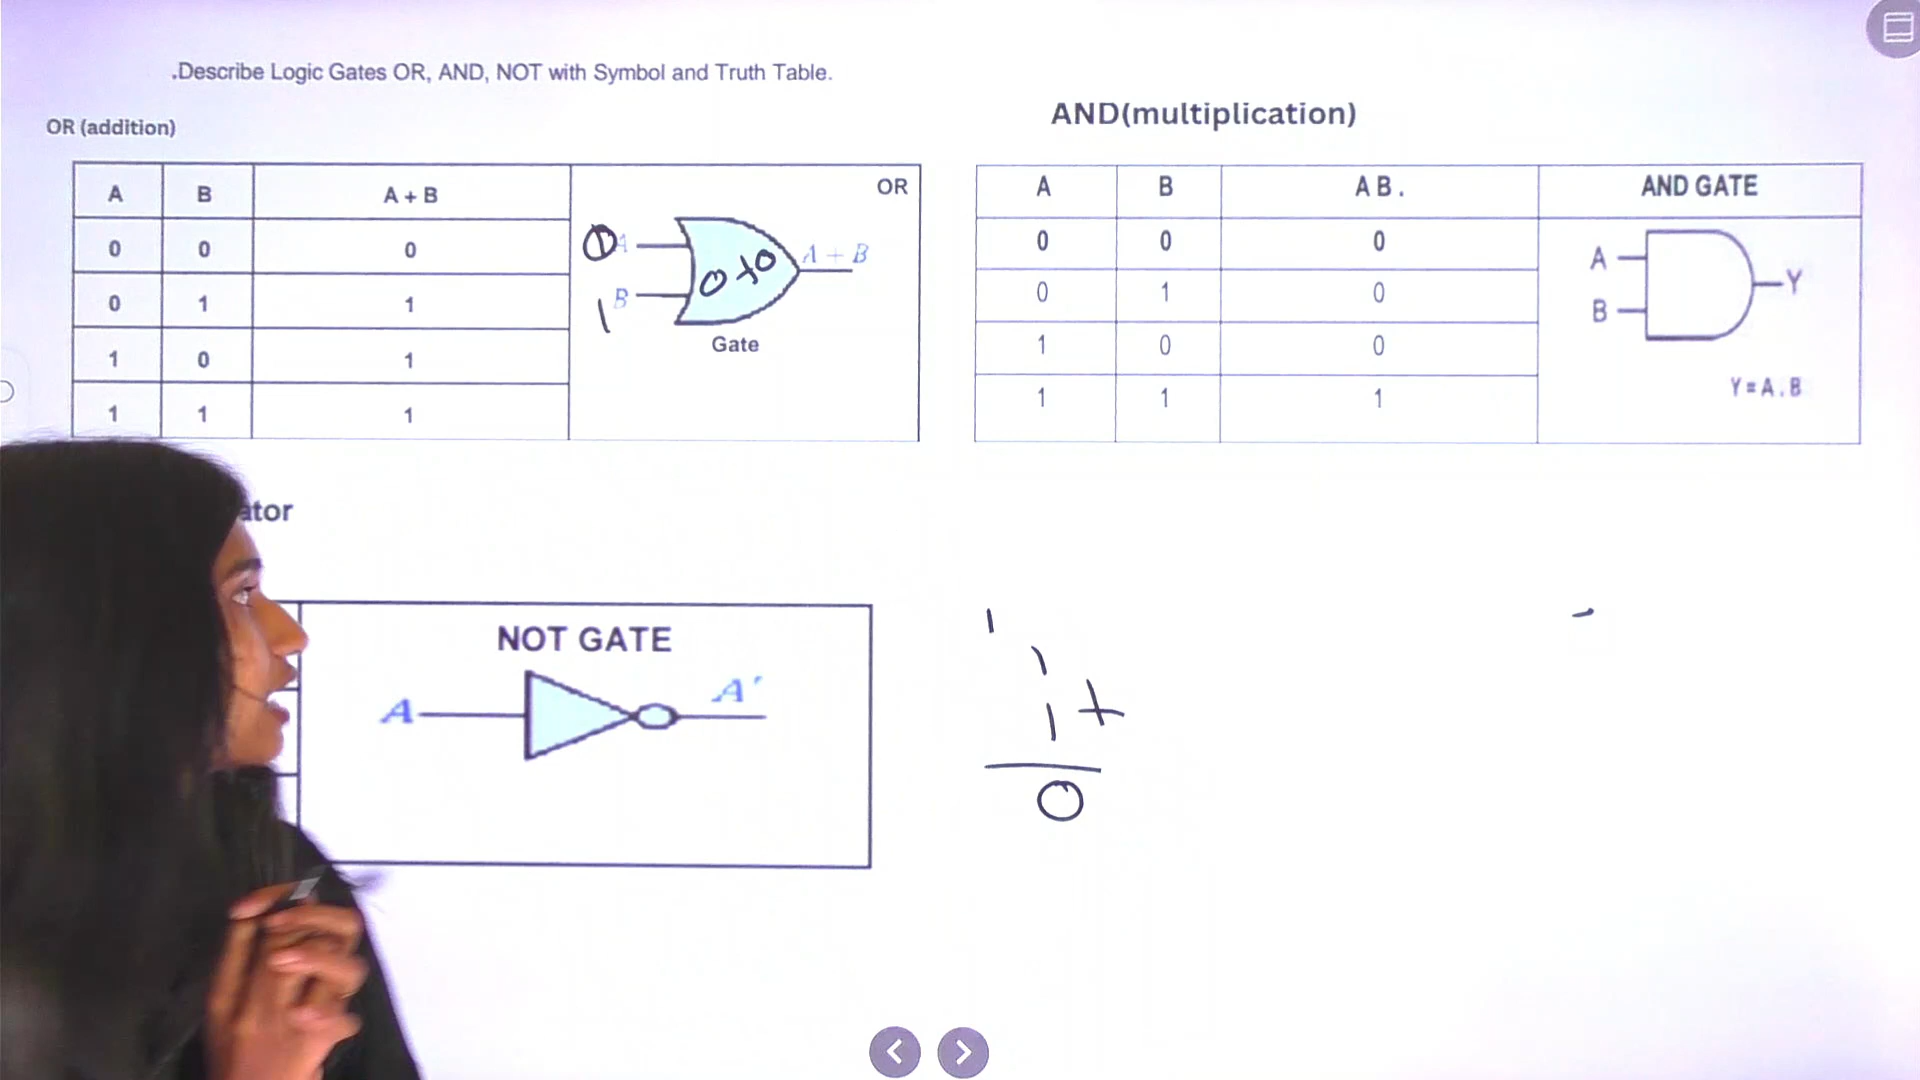 .Describe Logic Gates OR, AND, NOT with Symbol and Truth Table.
OR (addition)
A B A + B OR
0 0 0
0 1 1
1 0 1
1 1 1
1 A
1 B
0 + 0
A + B
Gate
AND(multiplication)
A B A B . AND GATE
0 0 0
0 1 0
1 0 0
1 1 1
A
B
Y
Y = A . B
ator
NOT GATE
A A′
1
1
1 +
0